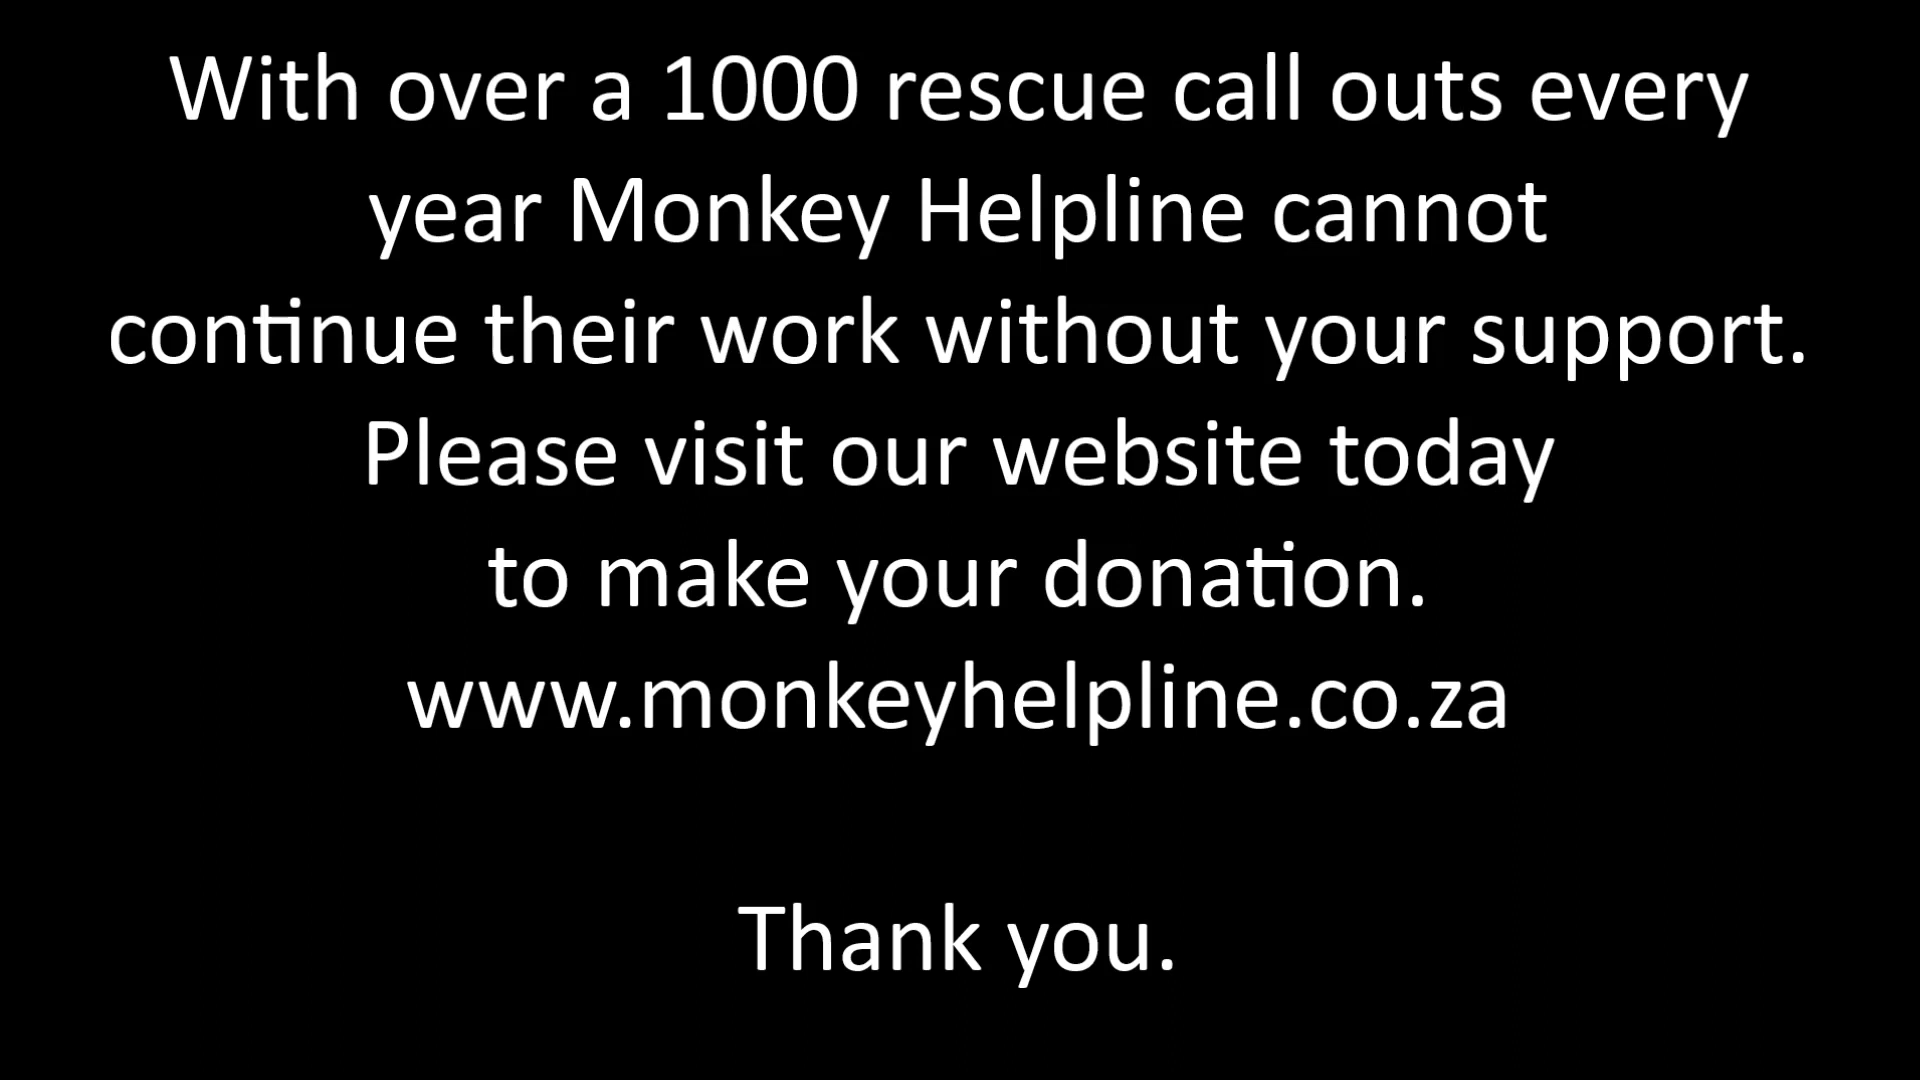 With over a 1000 rescue call outs every
year Monkey Helpline cannot
continue their work without your support.
Please visit our website today
to make your donation.
www.monkeyhelpline.co.za
Thank you.